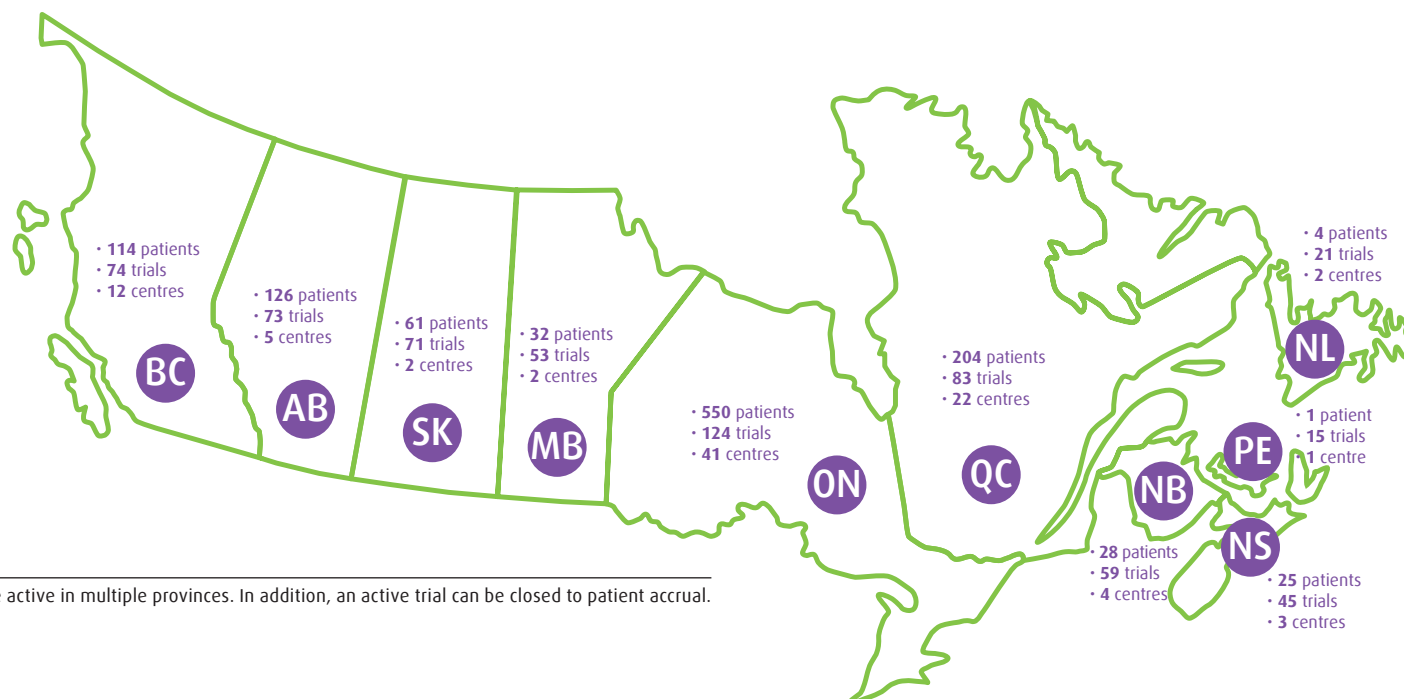 · 114 patients
· 74 trials
· 12 centres
BC
· 126 patients
· 73 trials
· 5 centres
AB
· 61 patients
· 71 trials
· 2 centres
SK
· 32 patients
· 53 trials
· 2 centres
MB
· 550 patients
· 124 trials
· 41 centres
ON
· 204 patients
· 83 trials
· 22 centres
QC
· 4 patients
· 21 trials
· 2 centres
NL
· 1 patient
· 15 trials
· 1 centre
PE
NB
· 28 patients
· 59 trials
· 4 centres
NS
· 25 patients
· 45 trials
· 3 centres
active in multiple provinces. In addition, an active trial can be closed to patient accrual.